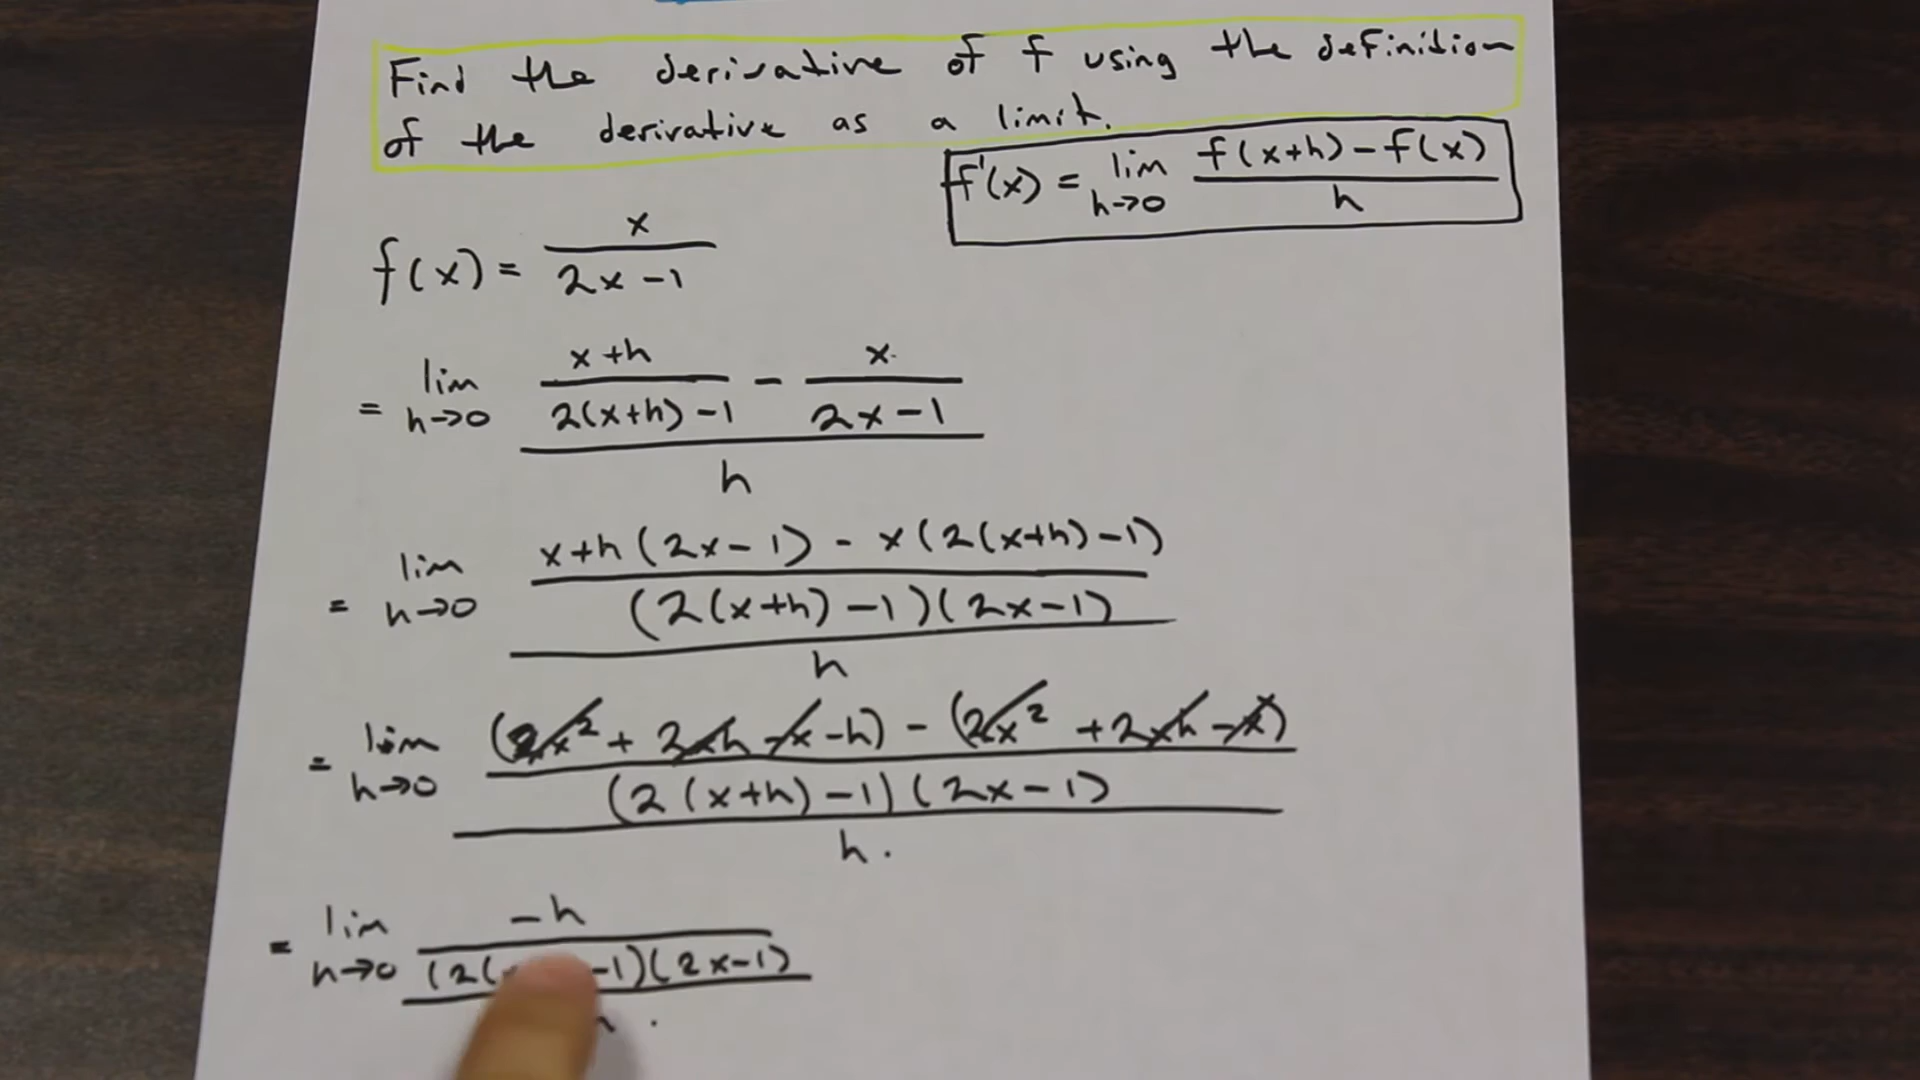 Find the derivative of f using the definition
of the derivative as a limit.
f'(x) = lim h→0 f(x+h) - f(x) / h
f(x) = x / 2x - 1
= lim h→0 x+h / 2(x+h) - 1 - x / 2x - 1 / h
= lim h→0 x+h(2x - 1) - x(2(x+h) - 1) / (2(x+h) - 1)(2x - 1) / h
= lim h→0 (2x² + 2xh - x - h) - (2x² + 2xh - x) / (2(x+h) - 1)(2x - 1) / h.
= lim h→0 -h / (2( -1)(2x-1) / .